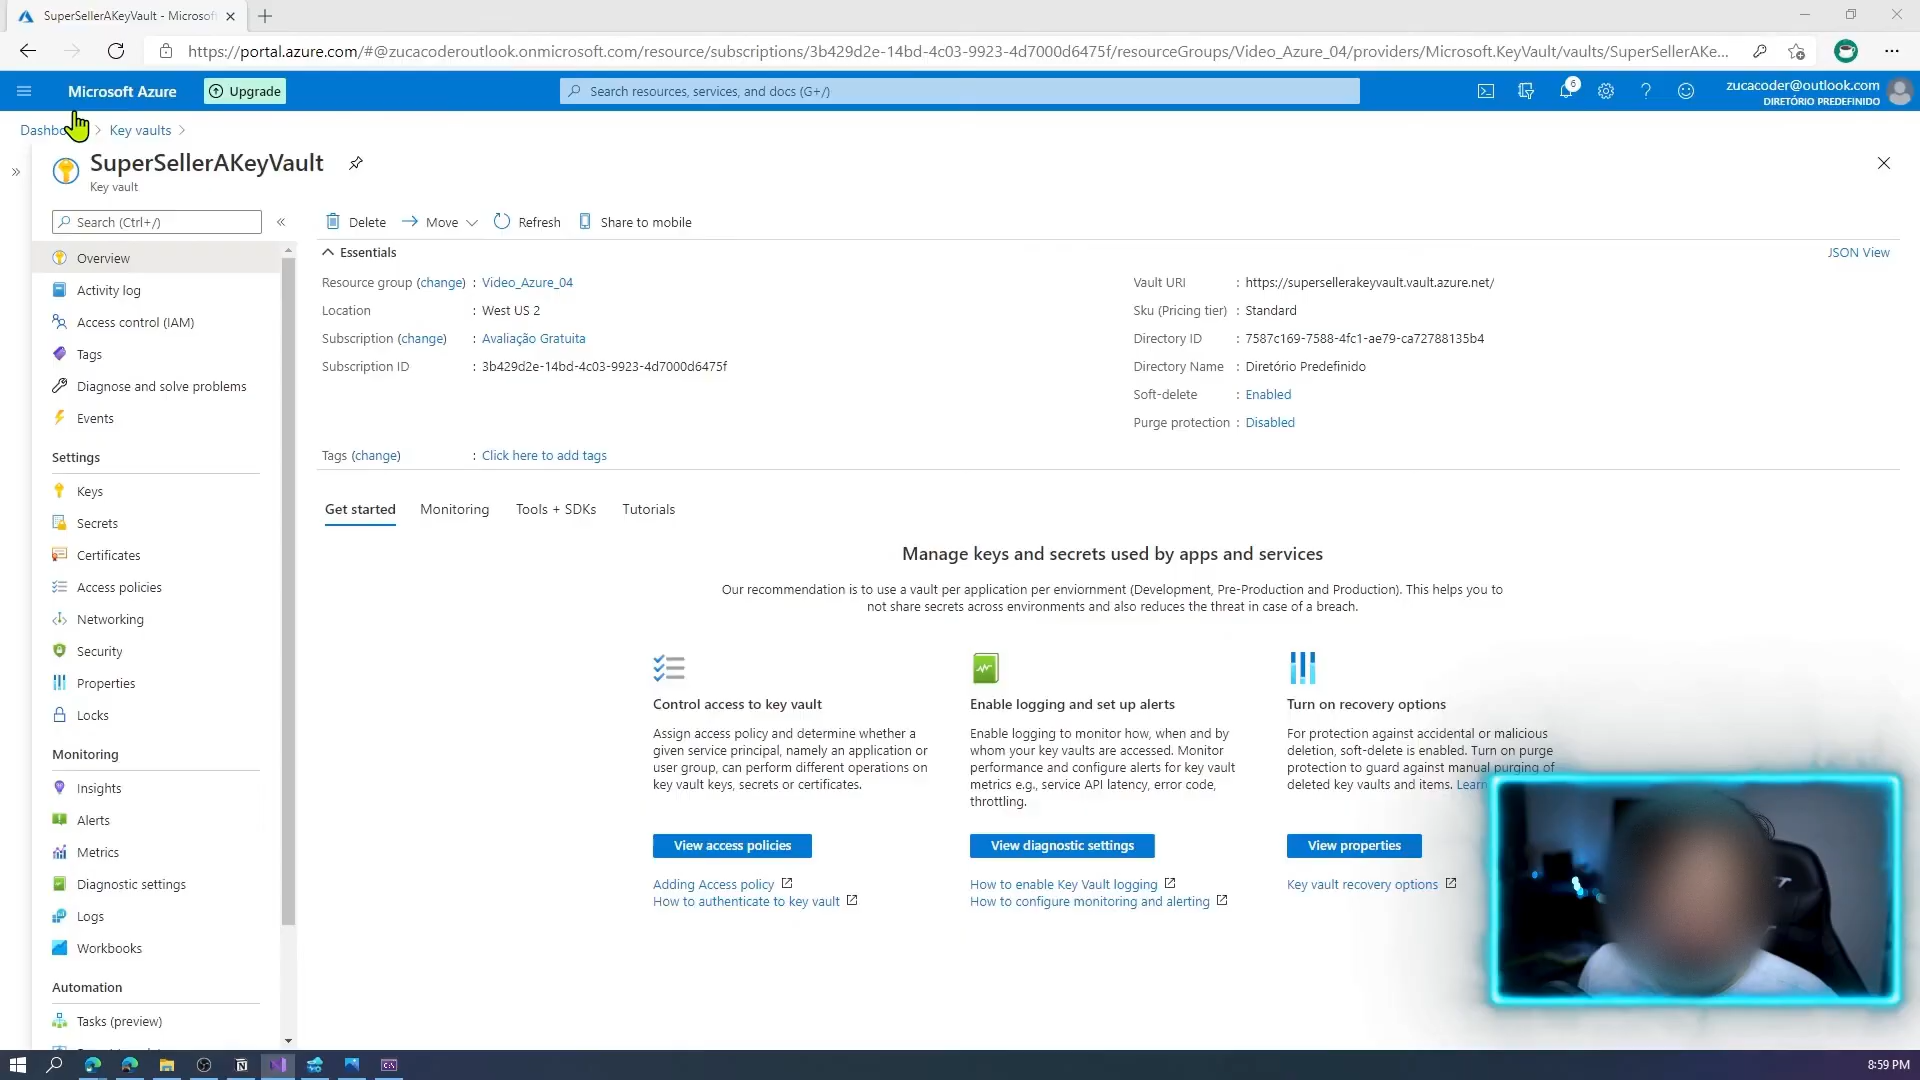 SuperSellerAKeyVault - Microsoft
https://portal.azure.com/#@zucacoderoutlook.onmicrosoft.com/resource/subscriptions/3b429d2e-14bd-4c03-9923-4d7000d6475f/resourceGroups/Video_Azure_04/providers/Microsoft.KeyVault/vaults/SuperSellerAKe...
Microsoft Azure
Upgrade
Search resources, services, and docs (G+/)
6
zucacoder@outlook.com
DIRETÓRIO PREDEFINIDO
Dashbo
Key vaults
SuperSellerAKeyVault
Key vault
Search (Ctrl+/)
Overview
Activity log
Access control (IAM)
Tags
Diagnose and solve problems
Events
Settings
Keys
Secrets
Certificates
Access policies
Networking
Security
Properties
Locks
Monitoring
Insights
Alerts
Metrics
Diagnostic settings
Logs
Workbooks
Automation
Tasks (preview)
Delete Move Refresh Share to mobile
Essentials
JSON View
Resource group (change) : Video_Azure_04
Location : West US 2
Subscription (change) : Avaliação Gratuita
Subscription ID : 3b429d2e-14bd-4c03-9923-4d7000d6475f
Vault URI : https://supersellerakeyvault.vault.azure.net/
Sku (Pricing tier) : Standard
Directory ID : 7587c169-7588-4fc1-ae79-ca72788135b4
Directory Name : Diretório Predefinido
Soft-delete : Enabled
Purge protection : Disabled
Tags (change) : Click here to add tags
Get started Monitoring Tools + SDKs Tutorials
Manage keys and secrets used by apps and services
Our recommendation is to use a vault per application per enviornment (Development, Pre-Production and Production). This helps you to
not share secrets across environments and also reduces the threat in case of a breach.
Control access to key vault
Assign access policy and determine whether a
given service principal, namely an application or
user group, can perform different operations on
key vault keys, secrets or certificates.
View access policies
Adding Access policy
How to authenticate to key vault
Enable logging and set up alerts
Enable logging to monitor how, when and by
whom your key vaults are accessed. Monitor
performance and configure alerts for key vault
metrics e.g., service API latency, error code,
throttling.
View diagnostic settings
How to enable Key Vault logging
How to configure monitoring and alerting
Turn on recovery options
For protection against accidental or malicious
deletion, soft-delete is enabled. Turn on purge
protection to guard against manual purging of
deleted key vaults and items. Learn
View properties
Key vault recovery options
8:59 PM